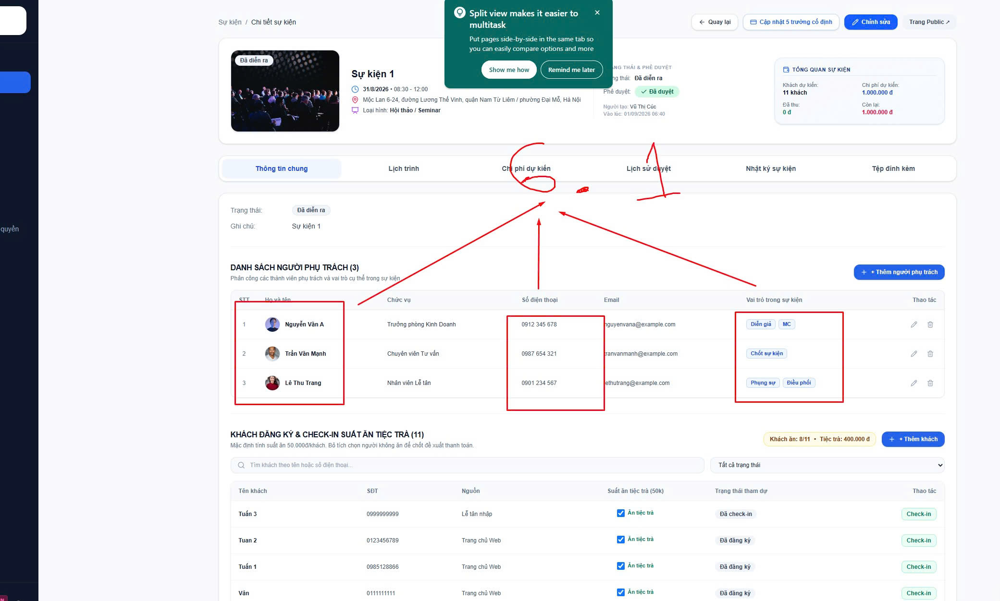 Split view makes it easier to multitask
Put pages side-by-side in the same tab so you can easily compare options and more
Show me how
Remind me later
Sự kiện / Chi tiết sự kiện
Quay lại
Cập nhật 5 trường cố định
Chỉnh sửa
Trang Public ↗
Đã diễn ra
Sự kiện 1
31/8/2026 • 08:30 - 12:00
Mộc Lan 6-24, đường Lương Thế Vinh, quận Nam Từ Liêm / phường Đại Mỗ, Hà Nội
Loại hình: Hội thảo / Seminar
THÁI & PHÊ DUYỆT
thái: Đã diễn ra
Phê duyệt: Đã duyệt
Người tạo: Vũ Thị Cúc
Vào lúc: 01/09/2026 06:40
TỔNG QUAN SỰ KIỆN
Khách dự kiến: Chi phí dự kiến:
11 khách 1.000.000 đ
Đã thu: Còn lại:
0 đ 1.000.000 đ
Thông tin chung Lịch trình Chi phí dự kiến Lịch sử duyệt Nhật ký sự kiện Tệp đính kèm
6.1
Trạng thái: Đã diễn ra
Ghi chú: Sự kiện 1
quyền
DANH SÁCH NGƯỜI PHỤ TRÁCH (3)
Phân công các thành viên phụ trách và vai trò cụ thể trong sự kiện
+ + Thêm người phụ trách
STT Họ và tên Chức vụ Số điện thoại Email Vai trò trong sự kiện Thao tác
1 Nguyễn Văn A Trưởng phòng Kinh Doanh 0912 345 678 nguyenvana@example.com Diễn giả MC
2 Trần Văn Mạnh Chuyên viên Tư vấn 0987 654 321 tranvanmanh@example.com Chốt sự kiện
3 Lê Thu Trang Nhân viên Lễ tân 0901 234 567 lethutrang@example.com Phụng sự Điều phối
KHÁCH ĐĂNG KÝ & CHECK-IN SUẤT ĂN TIỆC TRÀ (11)
Mặc định tính suất ăn 50.000đ/khách. Bỏ tích chọn người không ăn để chốt đề xuất thanh toán.
Khách ăn: 8/11 • Tiệc trà: 400.000 đ
+ + Thêm khách
Tìm khách theo tên hoặc số điện thoại...
Tất cả trạng thái
Tên khách SĐT Nguồn Suất ăn tiệc trà (50k) Trạng thái tham dự Thao tác
Tuấn 3 0999999999 Lễ tân nhập Ăn tiệc trà Đã check-in Check-in
Tuan 2 0123456789 Trang chủ Web Ăn tiệc trà Đã đăng ký Check-in
Tuấn 1 0985128866 Trang chủ Web Ăn tiệc trà Đã đăng ký Check-in
Vân 0111111111 Trang chủ Web Ăn tiệc trà Đã đăng ký Check-in